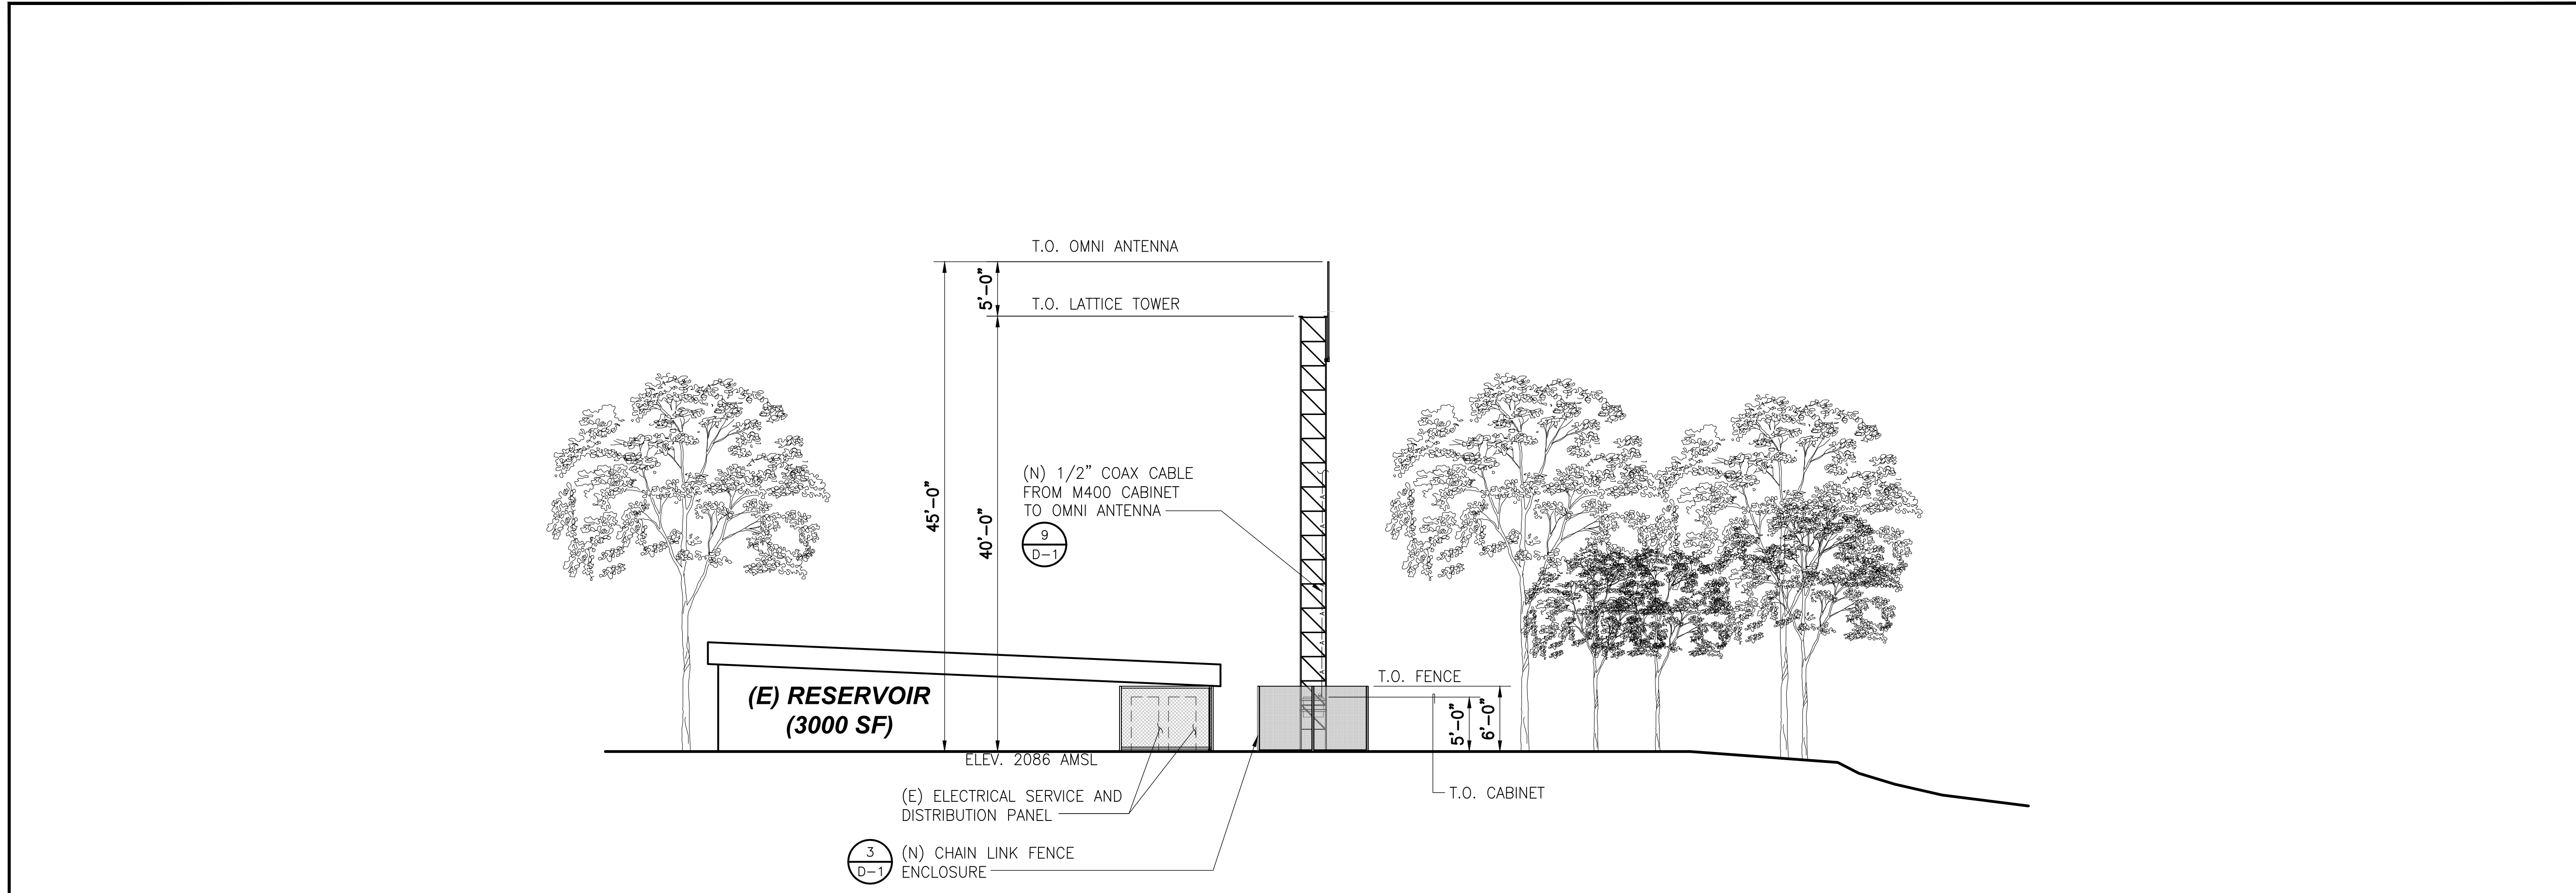 T.O. OMNI ANTENNA
5'-0"
T.O. LATTICE TOWER
45'-0"
40'-0"
(N) 1/2" COAX CABLE
FROM M400 CABINET
TO OMNI ANTENNA
9
D-1
(E) RESERVOIR
(3000 SF)
T.O. FENCE
5'-0"
6'-0"
ELEV. 2086 AMSL
T.O. CABINET
(E) ELECTRICAL SERVICE AND
DISTRIBUTION PANEL
3
D-1
(N) CHAIN LINK FENCE
ENCLOSURE